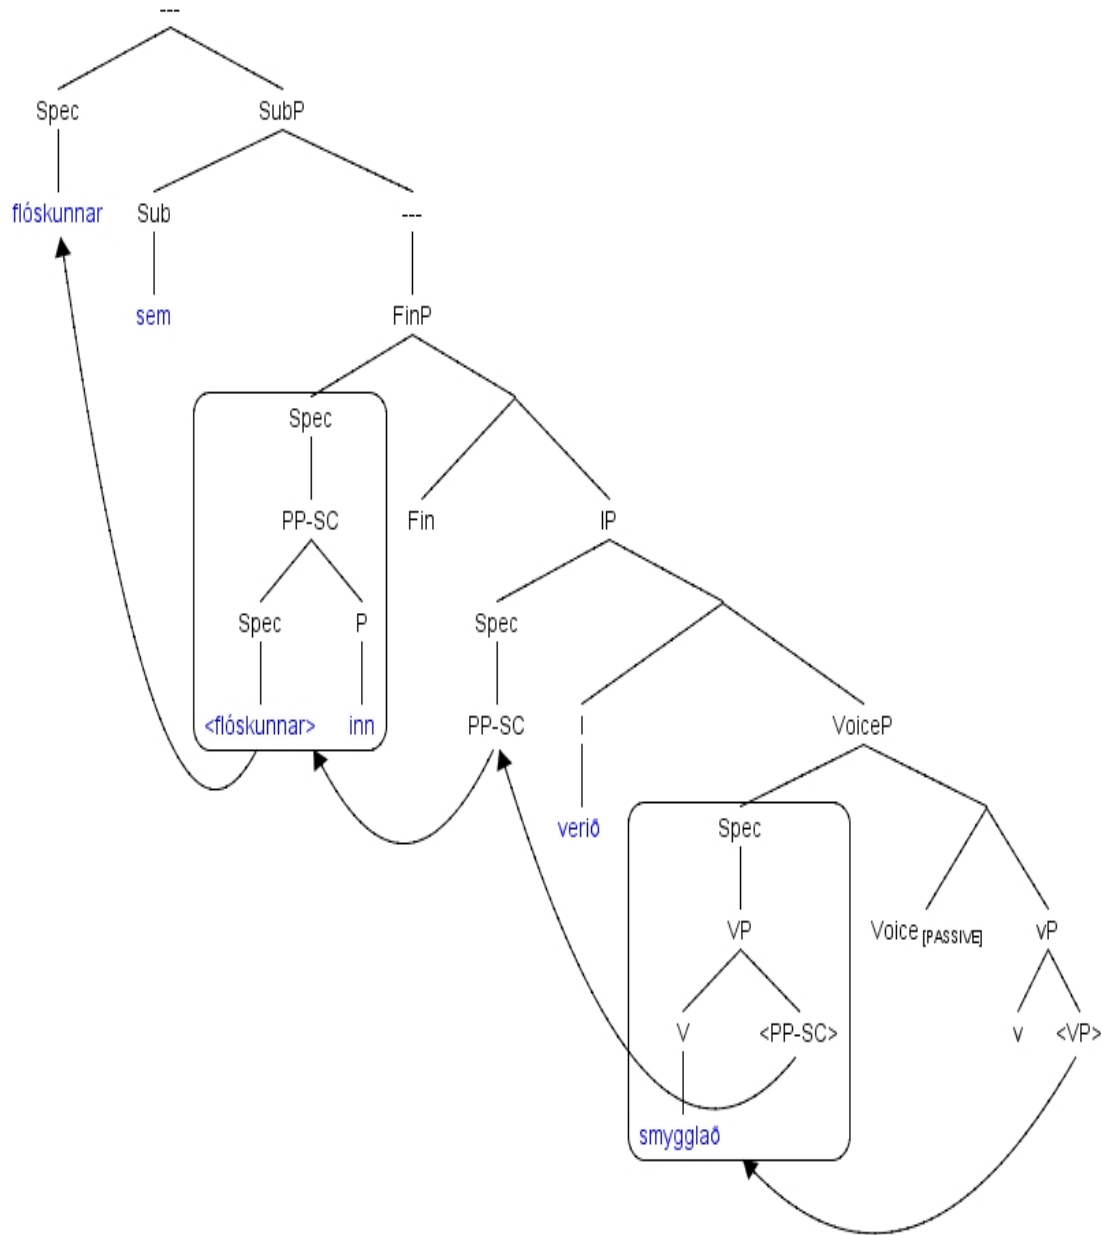 ---
Spec SubP
flóskunnar Sub ---
sem FinP
Spec
PP-SC Fin IP
Spec P Spec
<flóskunnar> inn PP-SC I VoiceP
verið Spec
VP Voice [PASSIVE] vP
V <PP-SC> v <VP>
smygglað